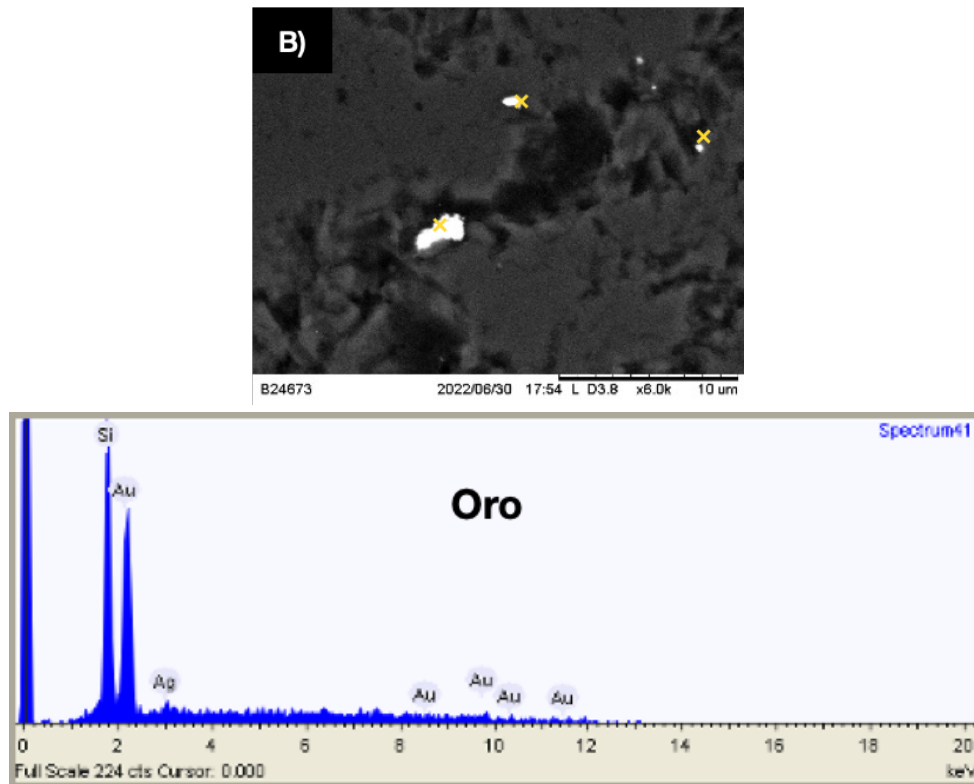 B)
B24673 2022/06/30 17:54 L D3.8 x6.0k 10 um
Spectrum41
Si
Au
Oro
Ag
Au
Au
Au
Au
0 2 4 6 8 10 12 14 16 18 20
Full Scale 224 cts Cursor: 0.000 keV